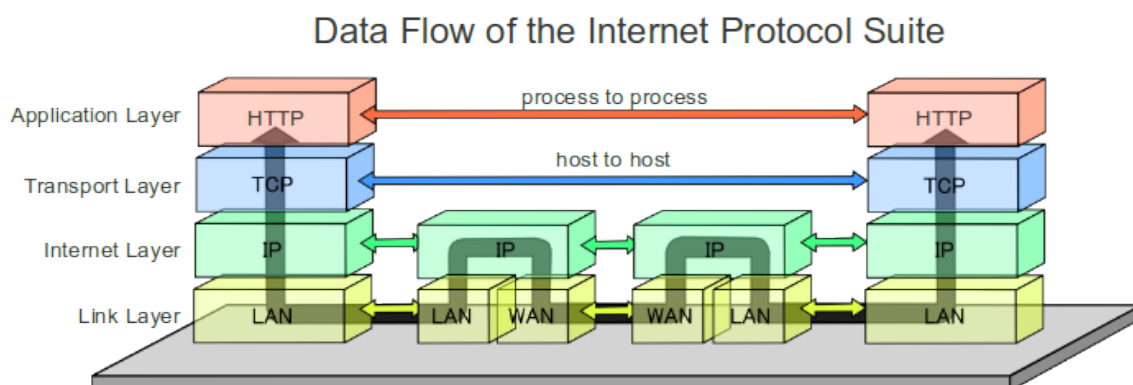 Data Flow of the Internet Protocol Suite
Application Layer HTTP process to process HTTP
Transport Layer TCP host to host TCP
Internet Layer IP IP IP IP
Link Layer LAN LAN WAN WAN LAN LAN